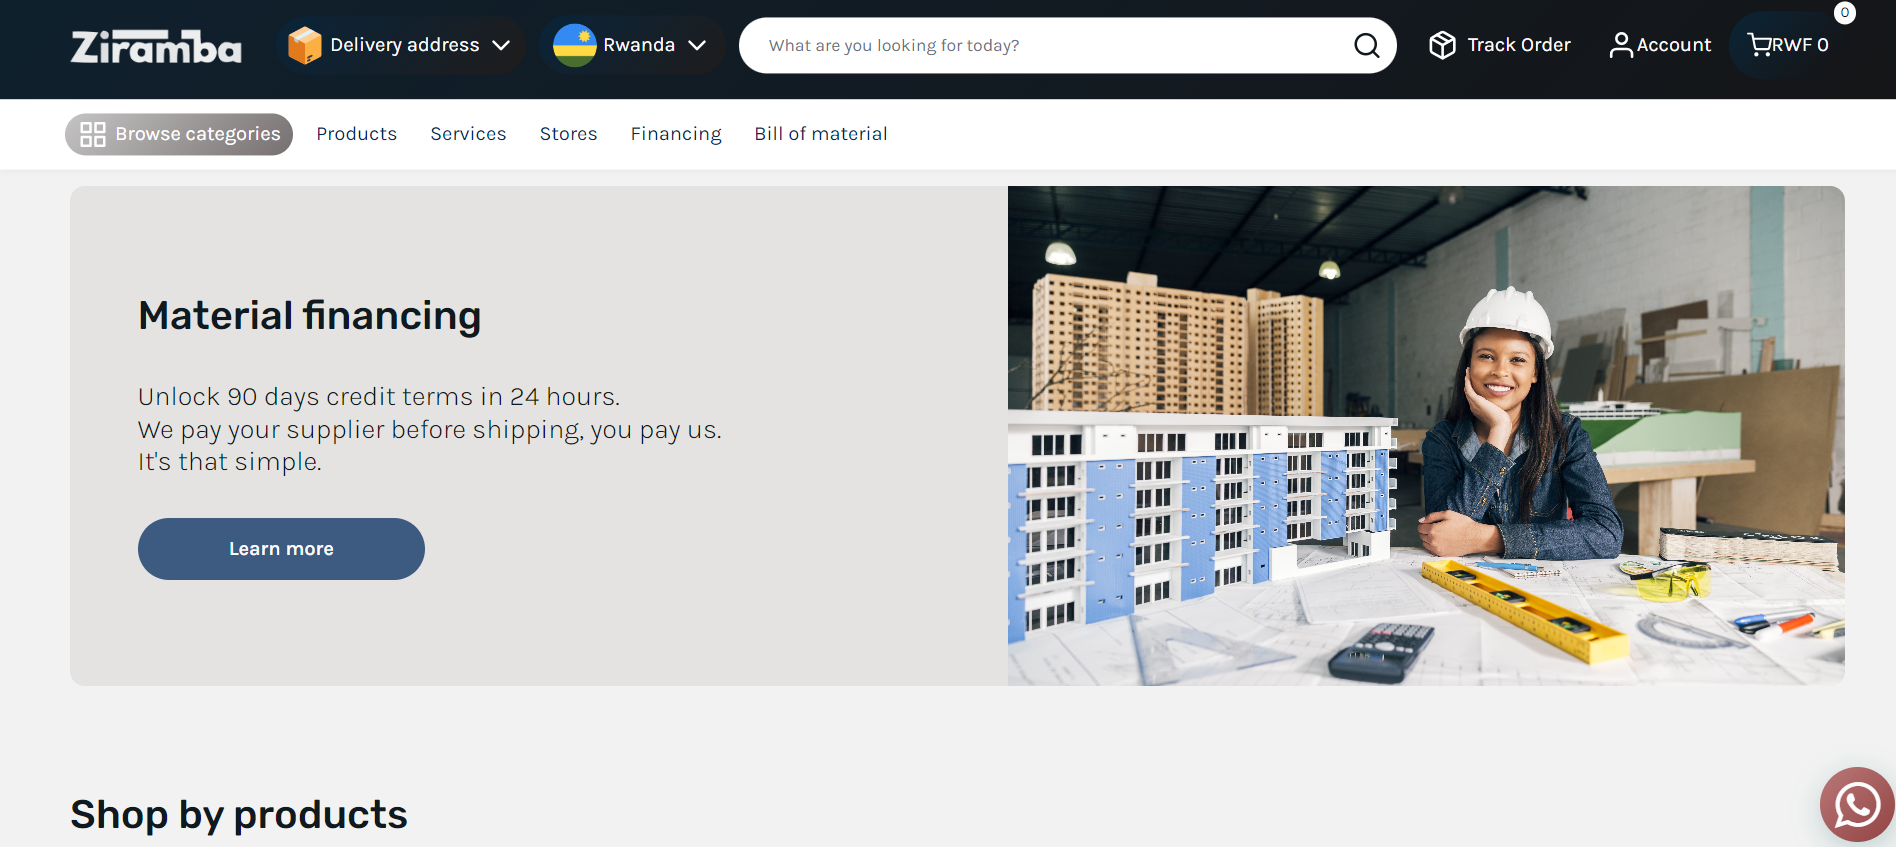 Ziramba
Delivery address
Rwanda
What are you looking for today?
Track Order
Account
RWF 0
0
Browse categories
Products
Services
Stores
Financing
Bill of material
Material financing
Unlock 90 days credit terms in 24 hours.
We pay your supplier before shipping, you pay us.
It's that simple.
Learn more
Shop by products